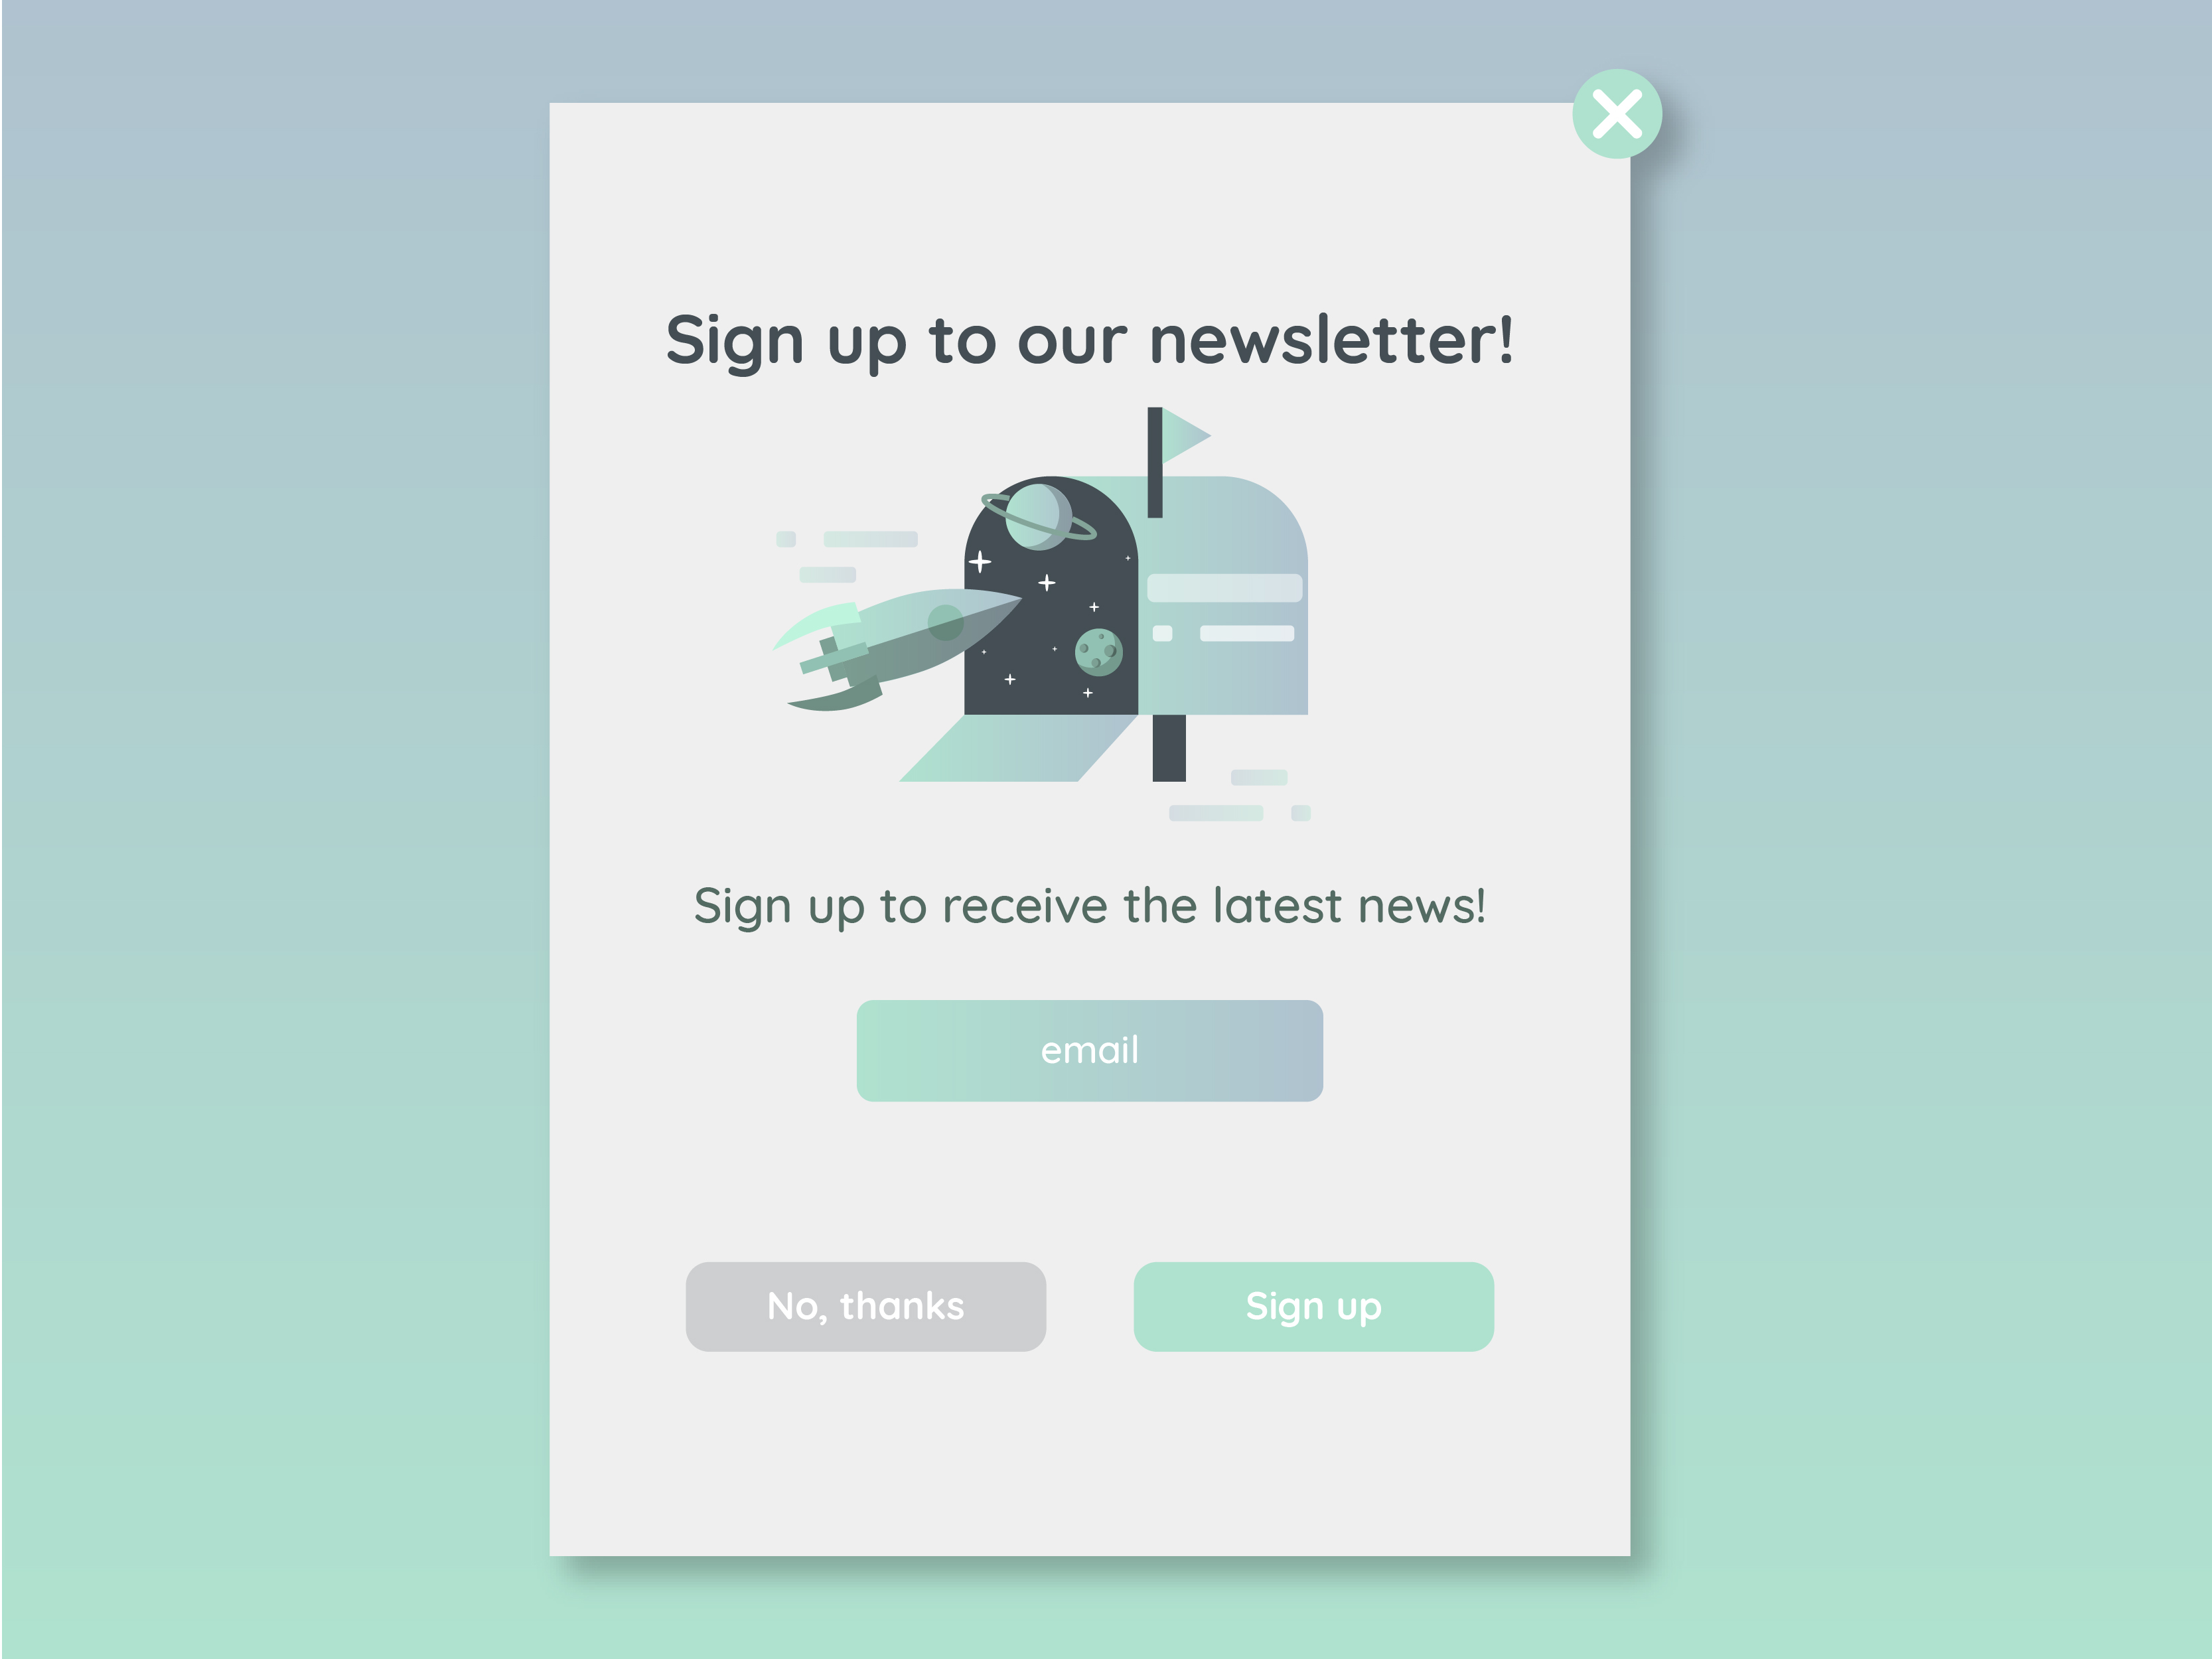 Sign up to our newsletter!
Sign up to receive the latest news!
email
No, thanks
Sign up